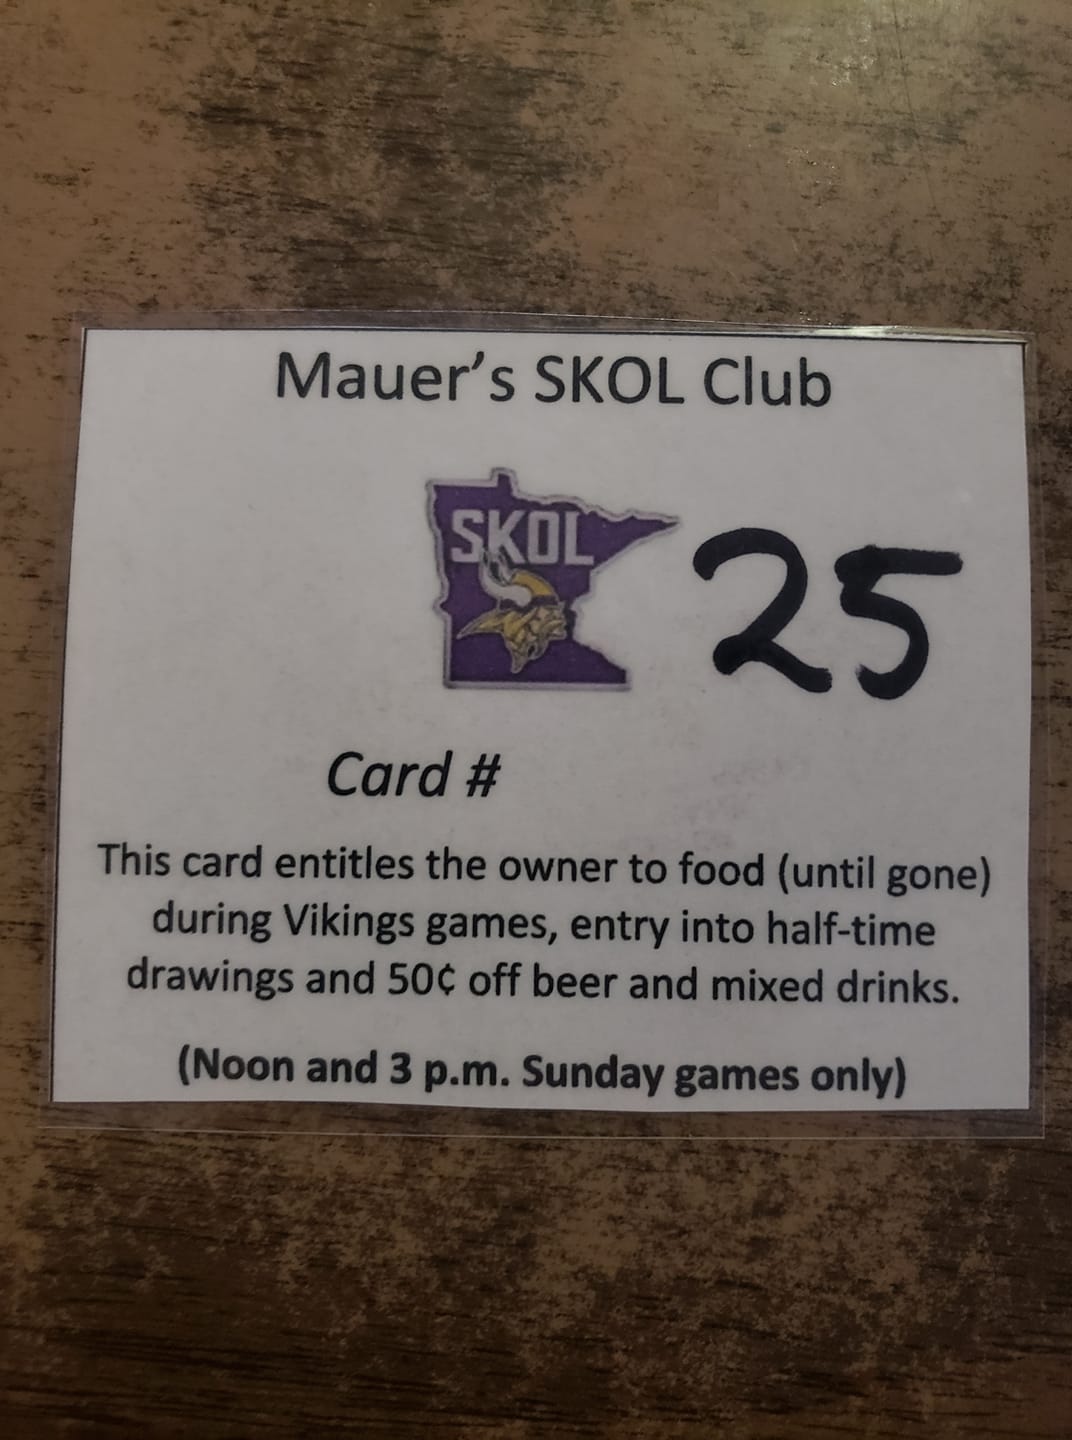 Mauer's SKOL Club
SKOL
25
Card #
This card entitles the owner to food (until gone)
during Vikings games, entry into half-time
drawings and 50¢ off beer and mixed drinks.
(Noon and 3 p.m. Sunday games only)